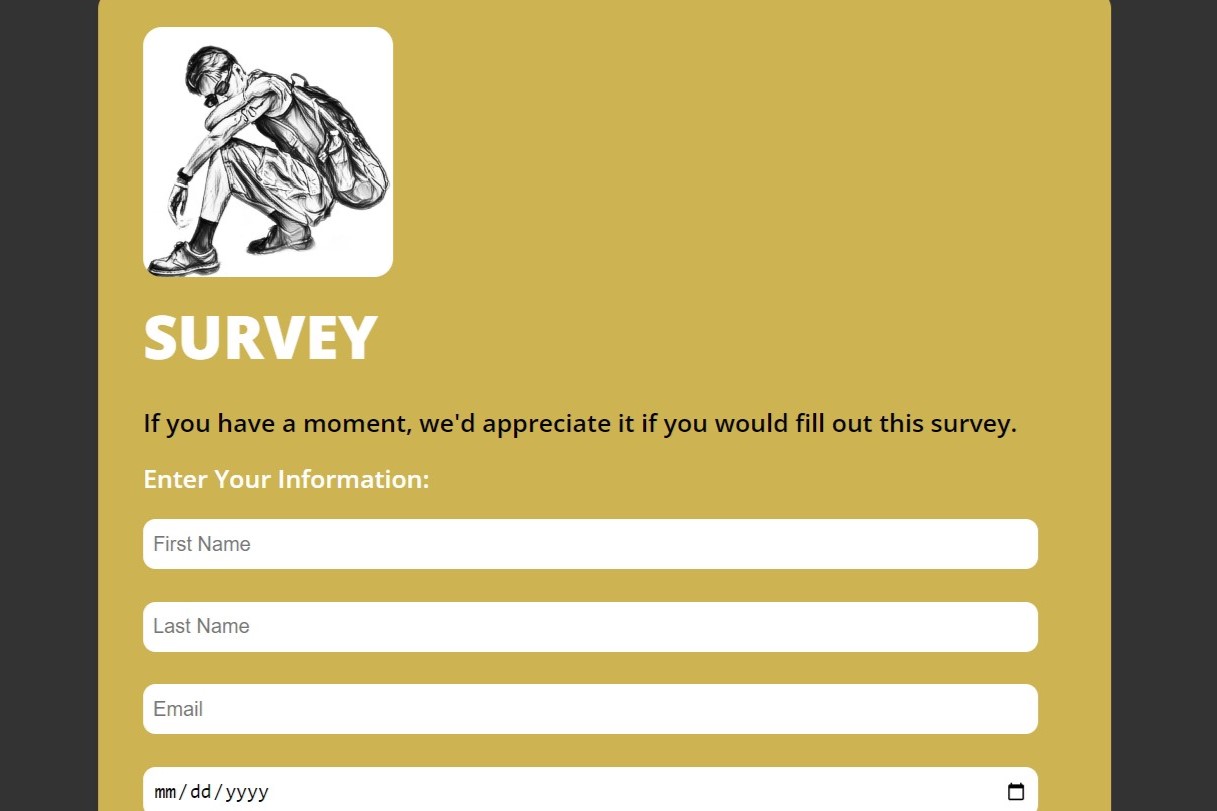 SURVEY
If you have a moment, we'd appreciate it if you would fill out this survey.
Enter Your Information:
First Name
Last Name
Email
mm/dd/yyyy